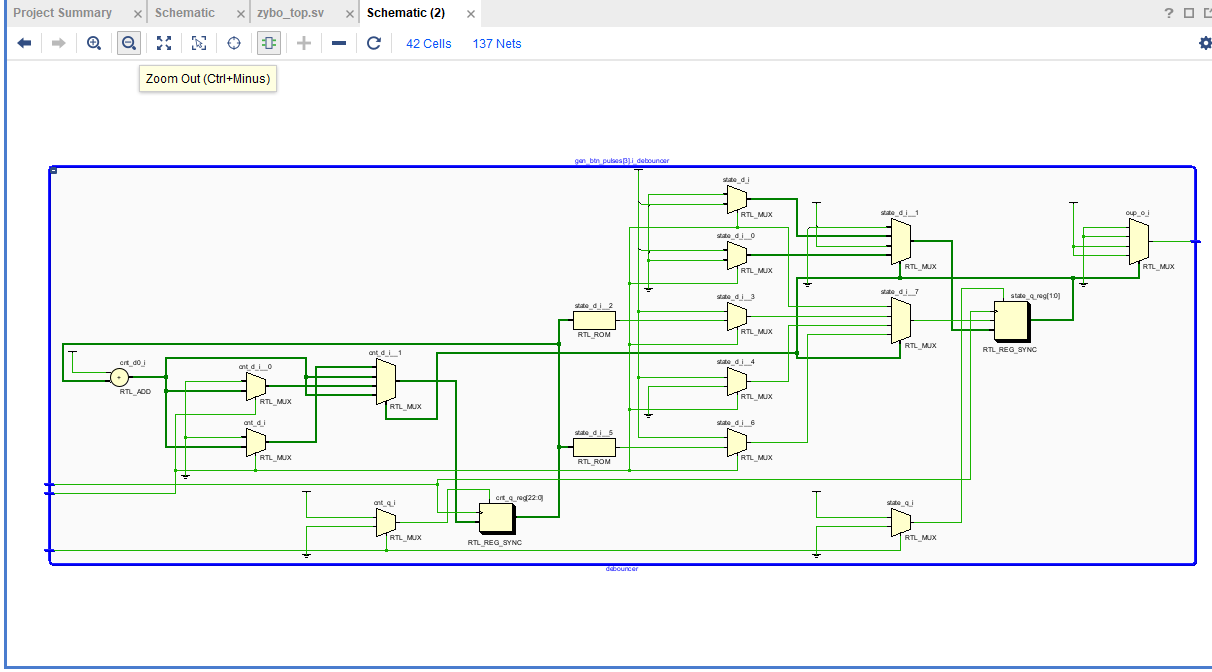 Project Summary × Schematic × zybo_top.sv × Schematic (2) ×
?
42 Cells 137 Nets
Zoom Out (Ctrl+Minus)
gen_btn_pulses[3].i_debouncer
state_d_i
RTL_MUX
state_d_i__1
RTL_MUX
oup_o_i
RTL_MUX
state_d_i__0
RTL_MUX
state_d_i__2
RTL_ROM
state_d_i__3
RTL_MUX
state_d_i__7
RTL_MUX
state_q_reg[1:0]
RTL_REG_SYNC
cnt_d0_i
+
RTL_ADD
cnt_d_i__0
RTL_MUX
cnt_d_i__1
RTL_MUX
state_d_i__4
RTL_MUX
cnt_d_i
RTL_MUX
state_d_i__5
RTL_ROM
state_d_i__6
RTL_MUX
cnt_q_i
RTL_MUX
cnt_q_reg[22:0]
RTL_REG_SYNC
state_q_i
RTL_MUX
debouncer